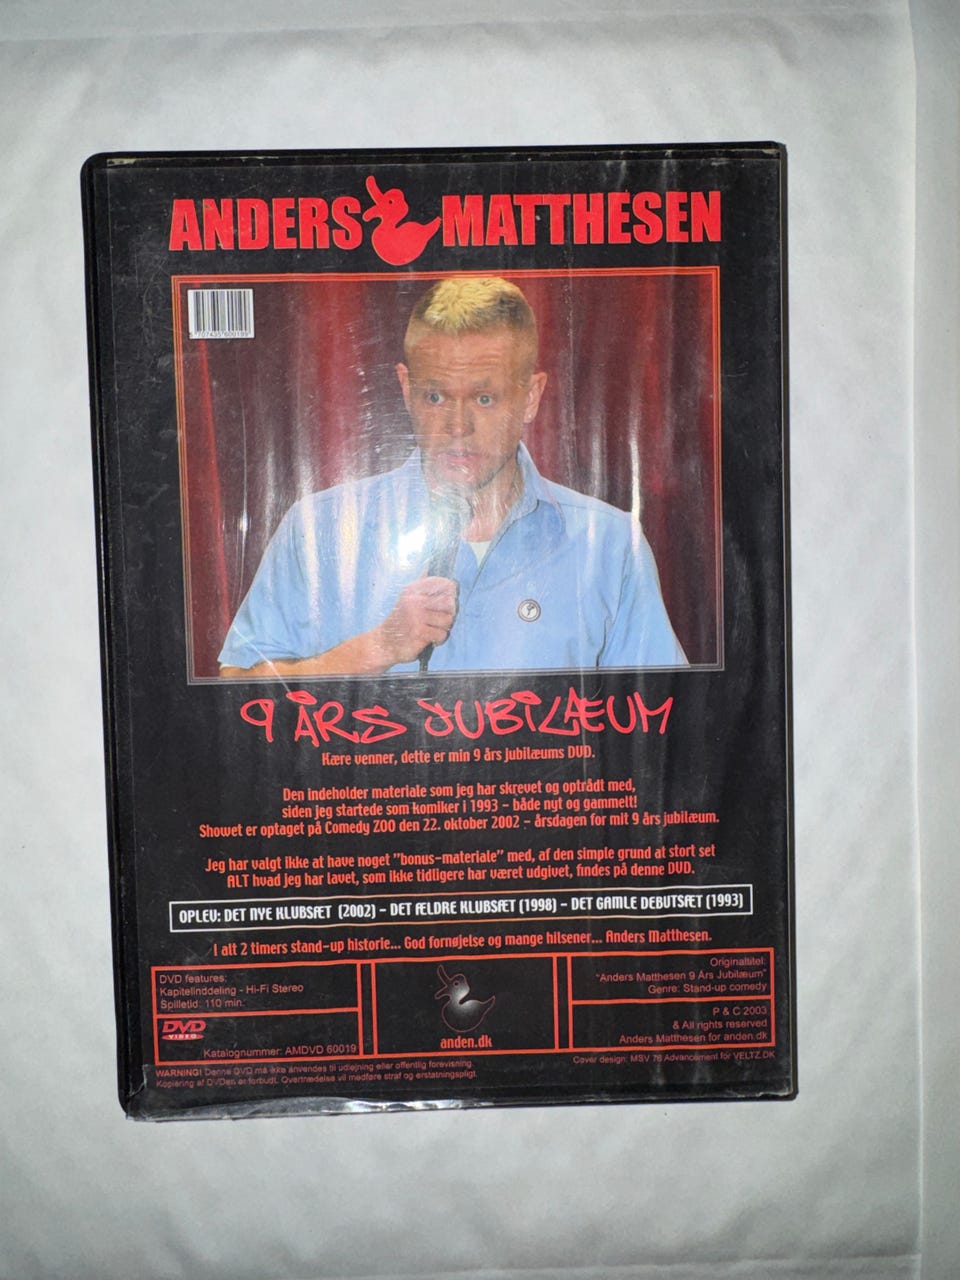 ANDERS MATTHESEN
5 707435 600199
9 ÅRS JUBILÆUM
Kære venner, dette er min 9 års jubilæums DVD.
Den indeholder materiale som jeg har skrevet og optrådt med,
siden jeg startede som komiker i 1993 - både nyt og gammelt!
Showet er optaget på Comedy ZOO den 22. oktober 2002 - årsdagen for mit 9 års jubilæum.
Jeg har valgt ikke at have noget "bonus-materiale" med, af den simple grund at stort set
ALT hvad jeg har lavet, som ikke tidligere har været udgivet, findes på denne DVD.
OPLEV: DET NYE KLUBSÆT (2002) - DET ÆLDRE KLUBSÆT (1998) - DET GAMLE DEBUTSÆT (1993)
I alt 2 timers stand-up historie... God fornøjelse og mange hilsener... Anders Matthesen.
DVD features:
Kapitelinddeling - Hi-Fi Stereo
Spilletid: 110 min.
DVD
VIDEO
Katalognummer: AMDVD 60019
anden.dk
Originaltitel:
"Anders Matthesen 9 Års Jubilæum"
Genre: Stand-up comedy
P & C 2003
& All rights reserved
Anders Matthesen for anden.dk
WARNING! Denne DVD må ikke anvendes til udlejning eller offentlig forevisning.
Kopiering af DVDen er forbudt. Overtrædelse vil medføre straf og erstatningspligt.
Cover design: MSV 76 Advancement for VELTZ.DK